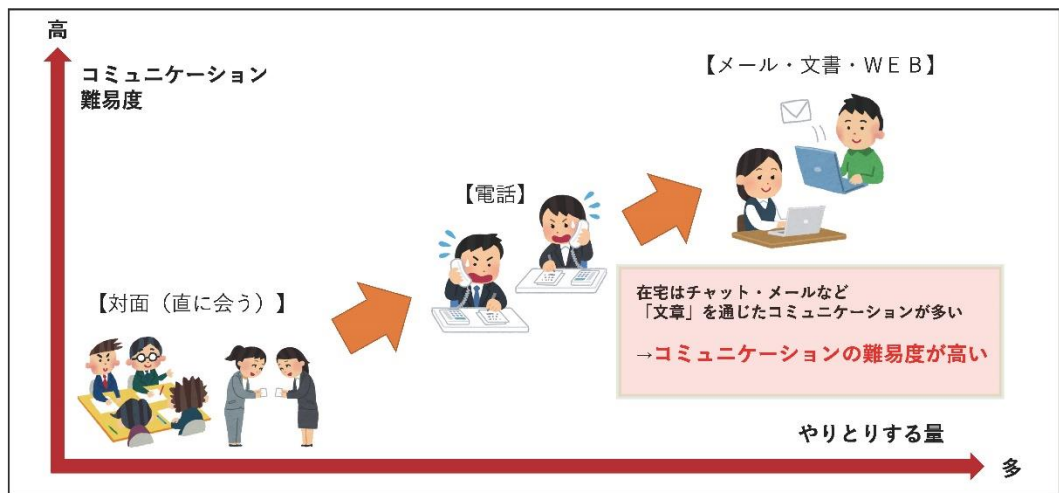 高
コミュニケーション
難易度
【メール・文書・ＷＥＢ】
【電話】
【対面（直に会う）】
在宅はチャット・メールなど
「文章」を通じたコミュニケーションが多い
→コミュニケーションの難易度が高い
やりとりする量
多